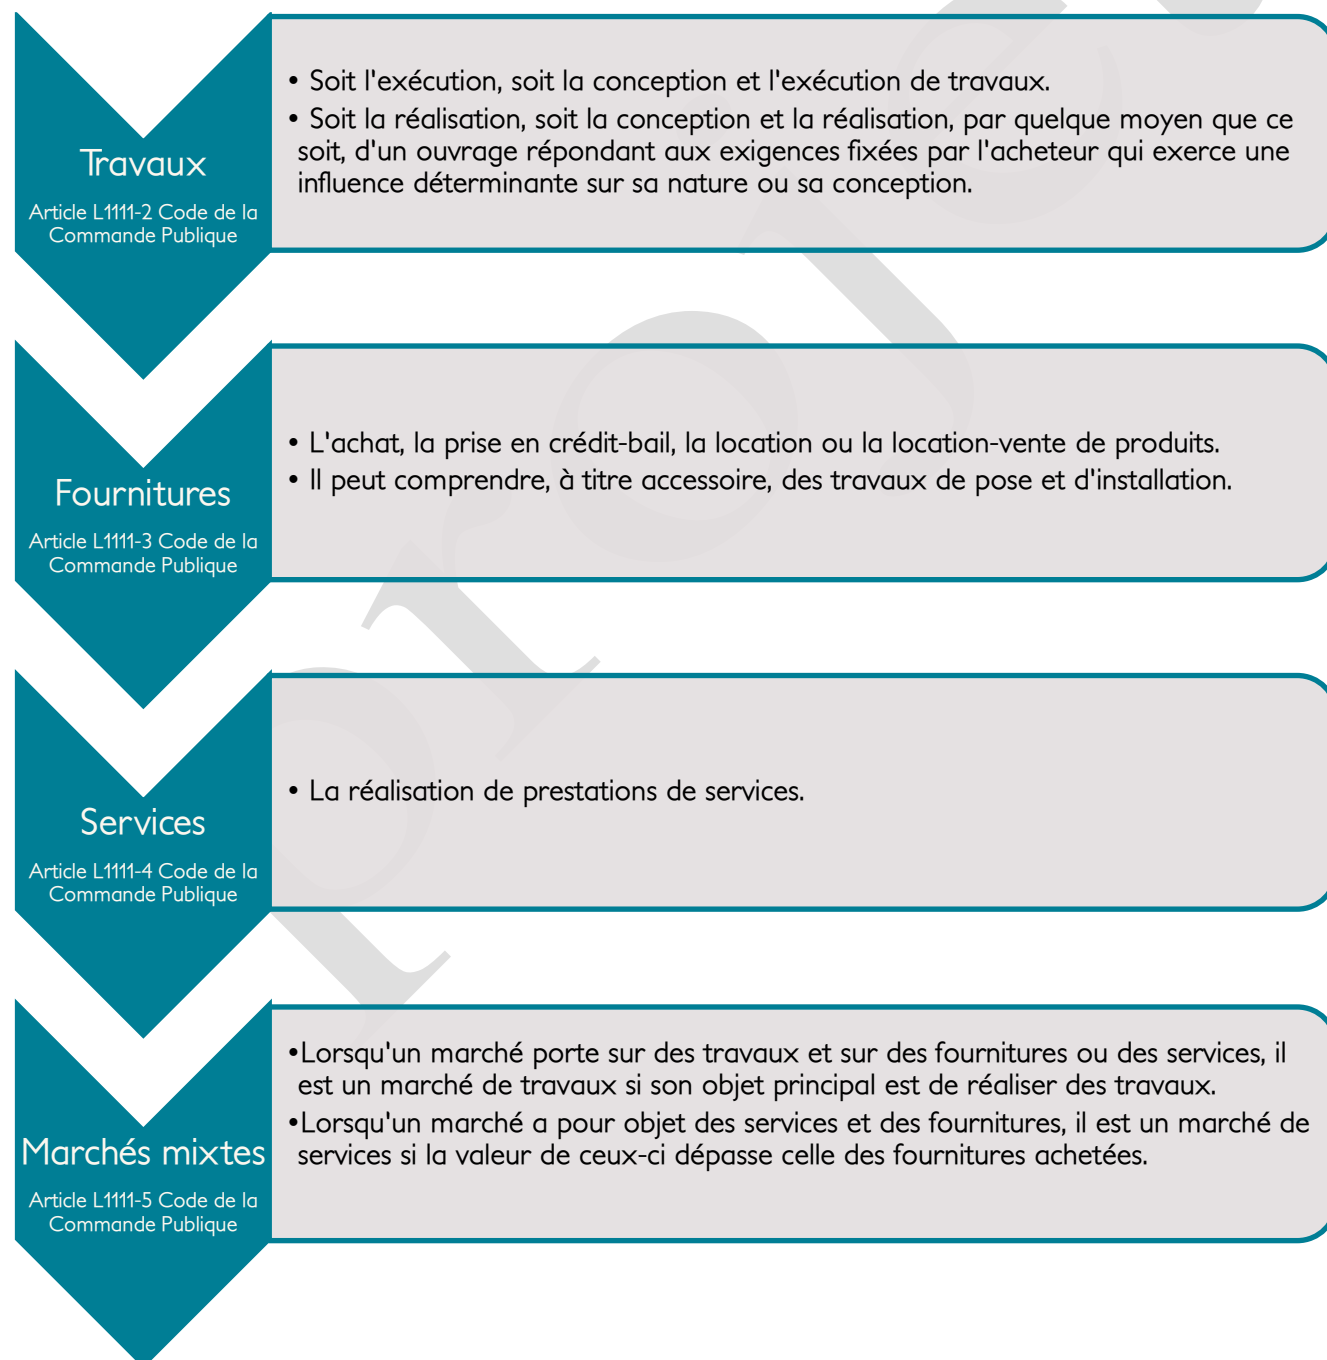 Travaux
Article L1111-2 Code de la
Commande Publique
• Soit l'exécution, soit la conception et l'exécution de travaux.
• Soit la réalisation, soit la conception et la réalisation, par quelque moyen que ce
soit, d'un ouvrage répondant aux exigences fixées par l'acheteur qui exerce une
influence déterminante sur sa nature ou sa conception.
Fournitures
Article L1111-3 Code de la
Commande Publique
• L'achat, la prise en crédit-bail, la location ou la location-vente de produits.
• Il peut comprendre, à titre accessoire, des travaux de pose et d'installation.
Services
Article L1111-4 Code de la
Commande Publique
• La réalisation de prestations de services.
Marchés mixtes
Article L1111-5 Code de la
Commande Publique
•Lorsqu'un marché porte sur des travaux et sur des fournitures ou des services, il
est un marché de travaux si son objet principal est de réaliser des travaux.
•Lorsqu'un marché a pour objet des services et des fournitures, il est un marché de
services si la valeur de ceux-ci dépasse celle des fournitures achetées.